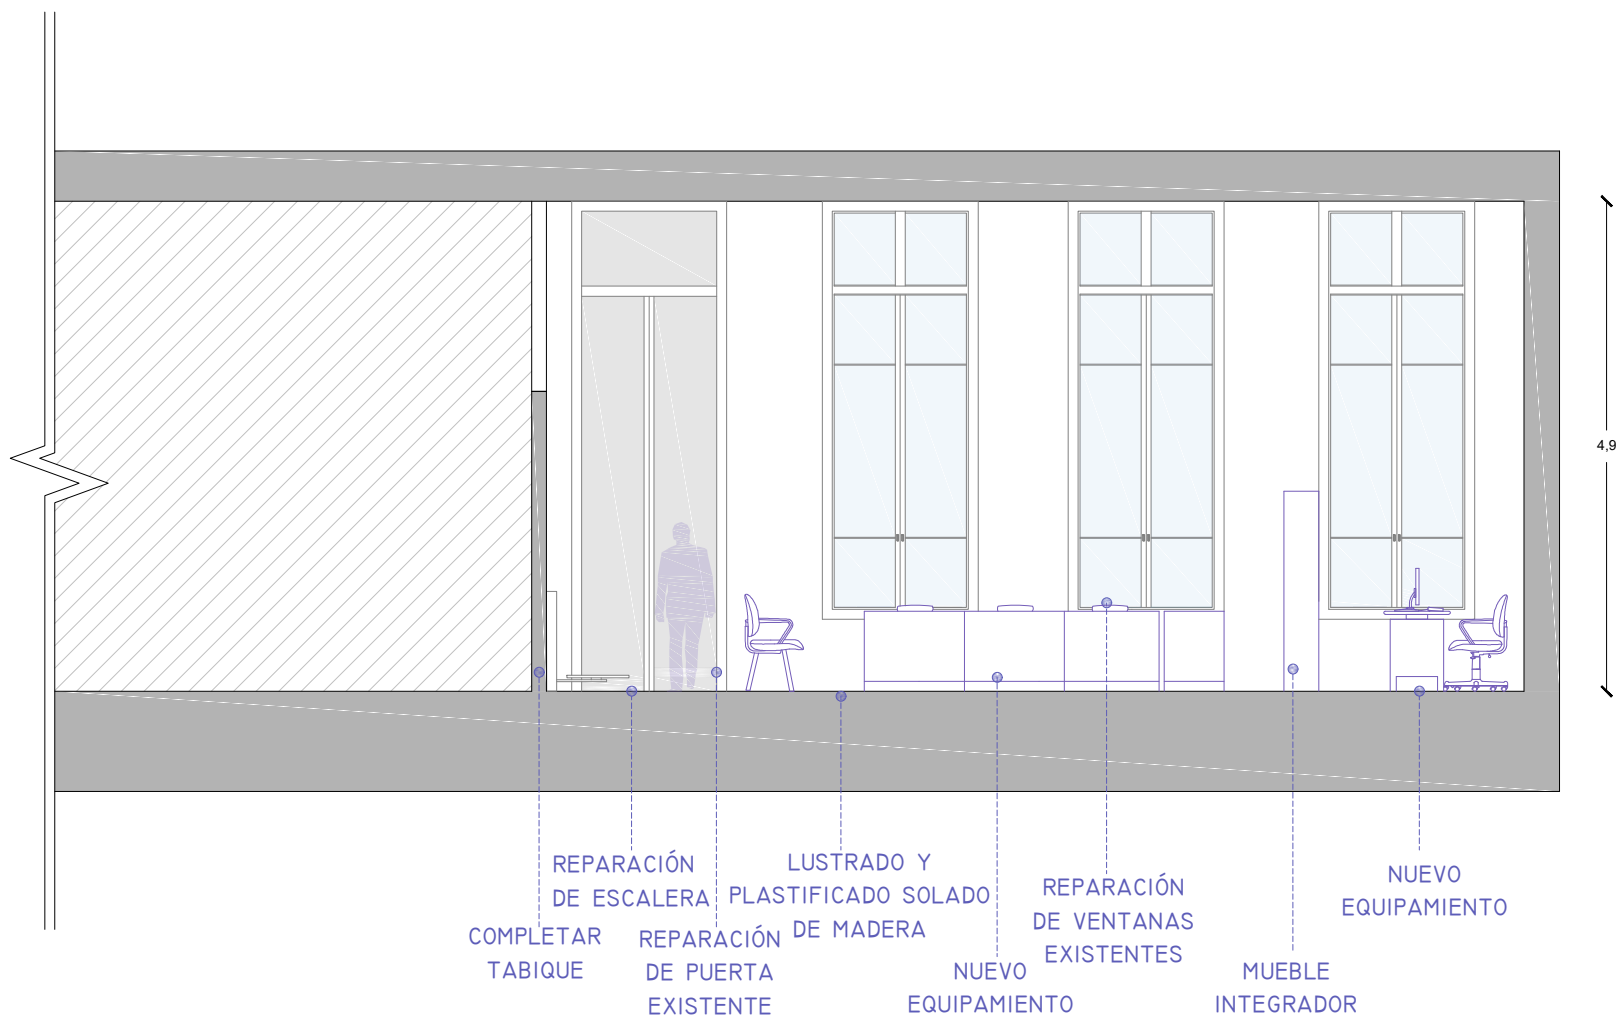 4,9
REPARACIÓN
DE ESCALERA
COMPLETAR
TABIQUE
REPARACIÓN
DE PUERTA
EXISTENTE
LUSTRADO Y
PLASTIFICADO SOLADO
DE MADERA
NUEVO
EQUIPAMIENTO
REPARACIÓN
DE VENTANAS
EXISTENTES
MUEBLE
INTEGRADOR
NUEVO
EQUIPAMIENTO